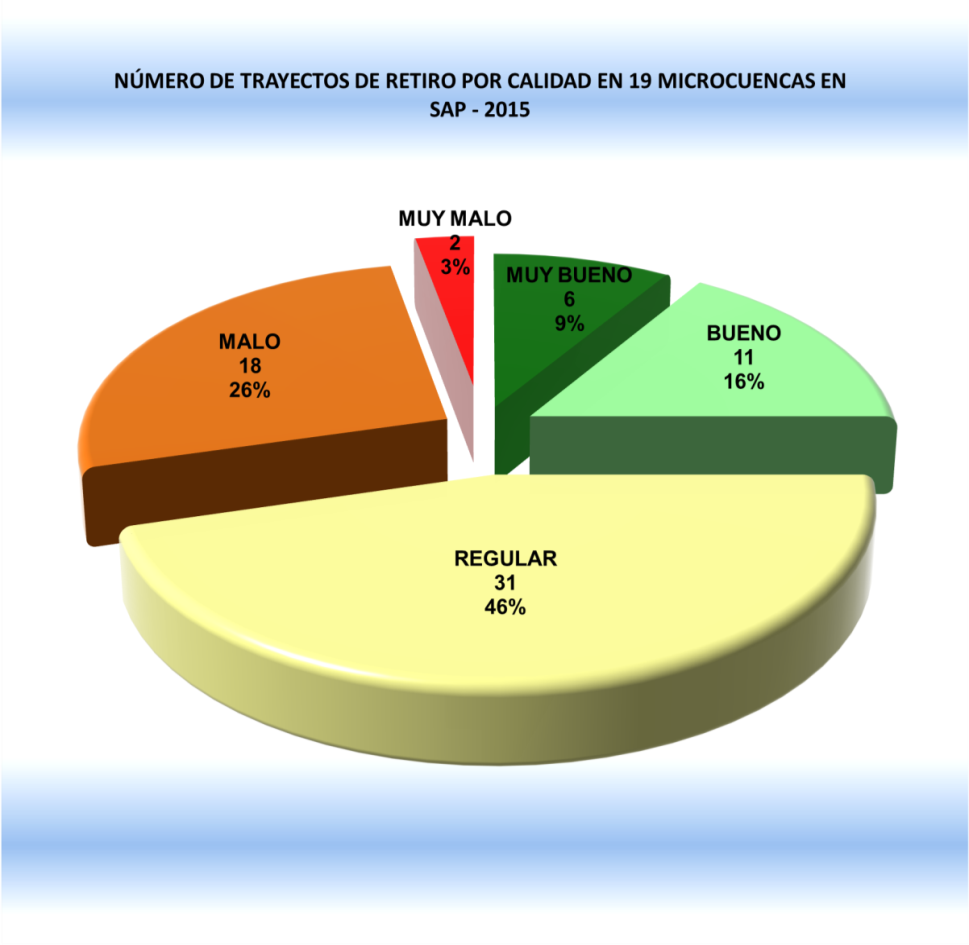 NÚMERO DE TRAYECTOS DE RETIRO POR CALIDAD EN 19 MICROCUENCAS EN
SAP - 2015
MUY MALO
2
3%
MUY BUENO
6
9%
BUENO
11
16%
MALO
18
26%
REGULAR
31
46%